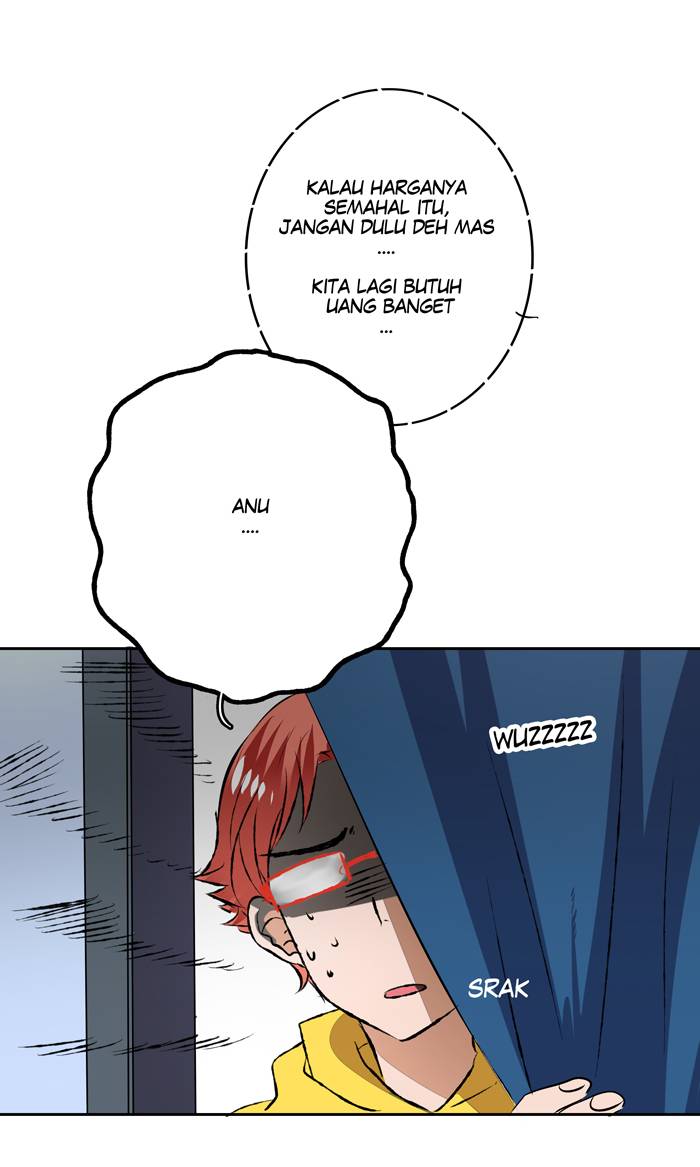 KALAU HARGANYA
SEMAHAL ITU,
JANGAN DULU DEH MAS
....
KITA LAGI BUTUH
UANG BANGET
...
ANU
....
WUZZZZZ
SRAK